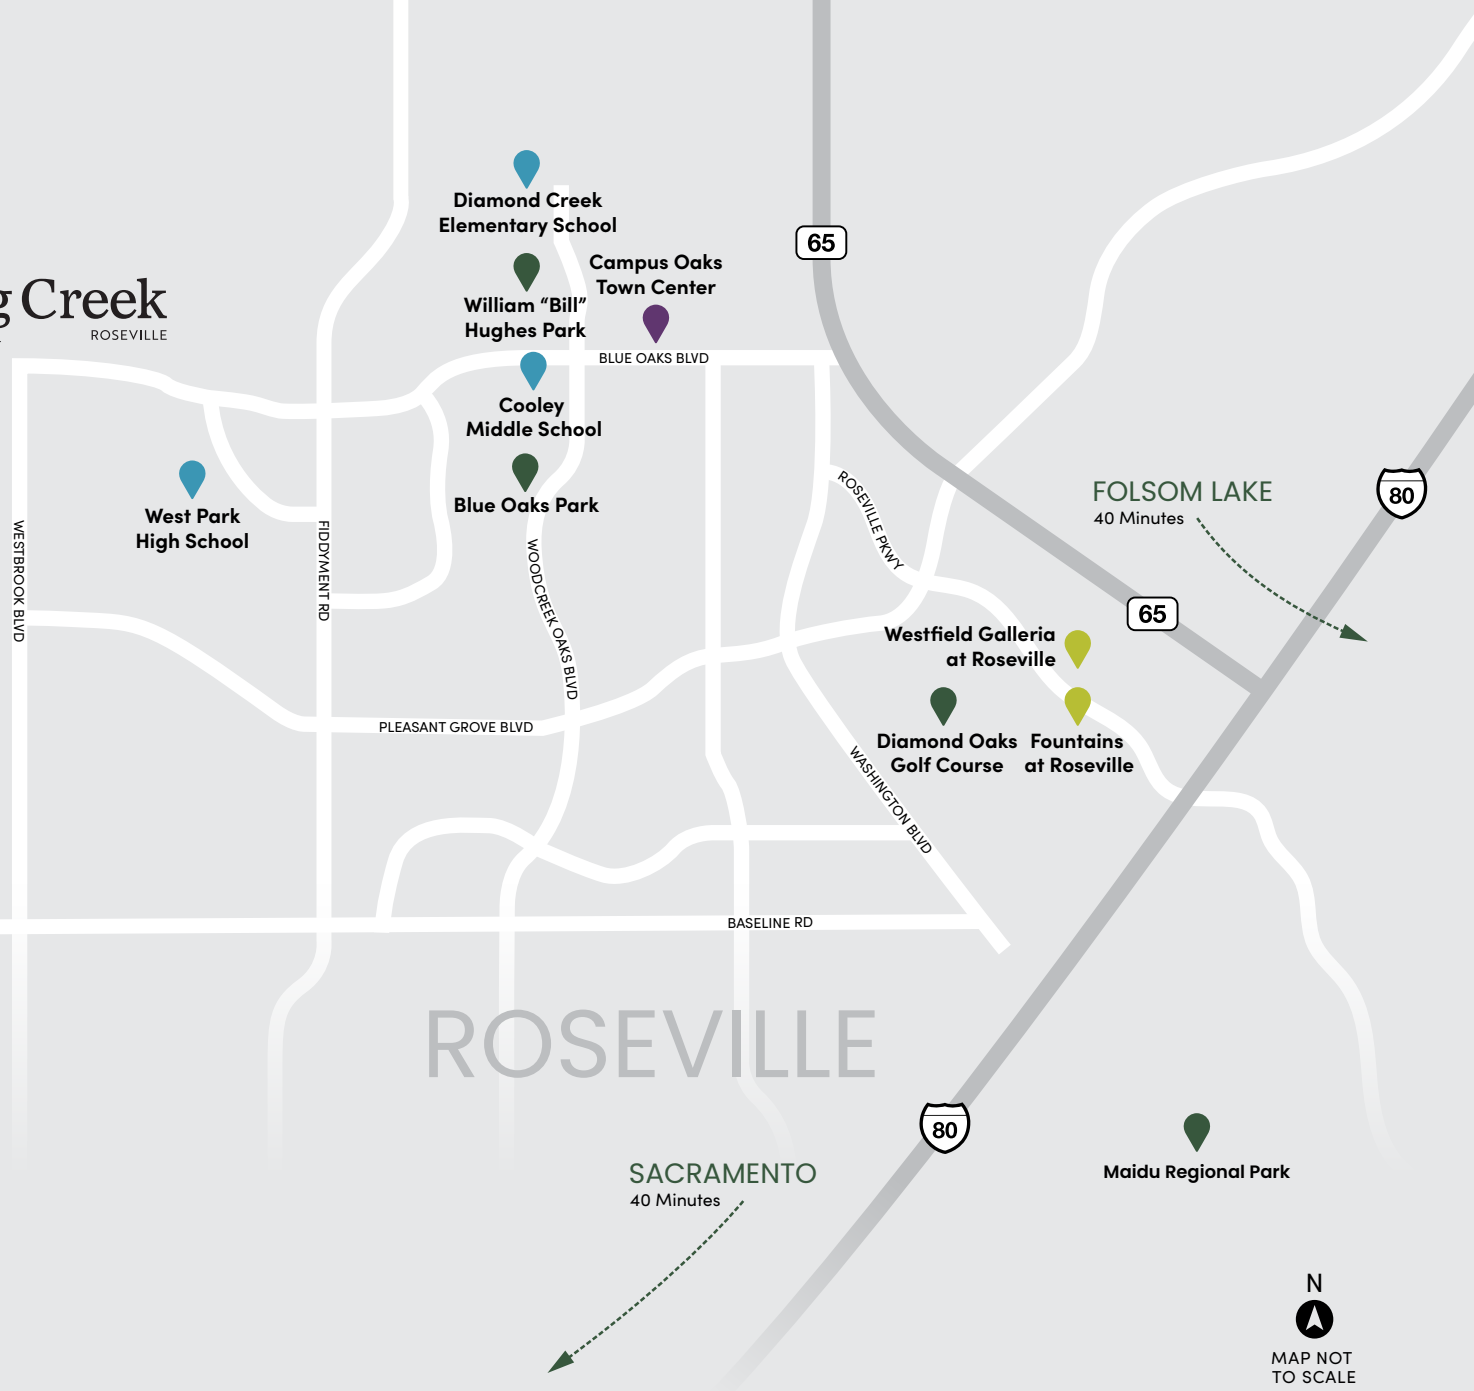 Diamond Creek
Elementary School
65
Campus Oaks
Town Center
g Creek
ROSEVILLE
William “Bill”
Hughes Park
BLUE OAKS BLVD
Cooley
Middle School
West Park
High School
Blue Oaks Park
ROSEVILLE PKWY
FOLSOM LAKE
40 Minutes
80
WESTBROOK BLVD
FIDDYMENT RD
WOODCREEK OAKS BLVD
65
Westfield Galleria
at Roseville
PLEASANT GROVE BLVD
Diamond Oaks
Golf Course
Fountains
at Roseville
WASHINGTON BLVD
BASELINE RD
ROSEVILLE
80
SACRAMENTO
40 Minutes
Maidu Regional Park
N
MAP NOT
TO SCALE